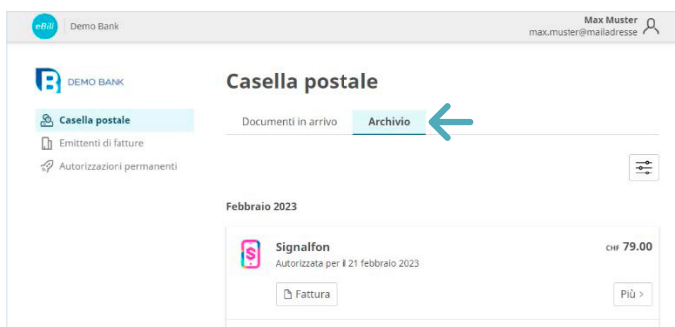 eBill Demo Bank
Max Muster
max.muster@mailadresse
DEMO BANK
Casella postale
Emittenti di fatture
Autorizzazioni permanenti
Casella postale
Documenti in arrivo Archivio
Febbraio 2023
Signalfon
CHF 79.00
Autorizzata per il 21 febbraio 2023
Fattura
Più >